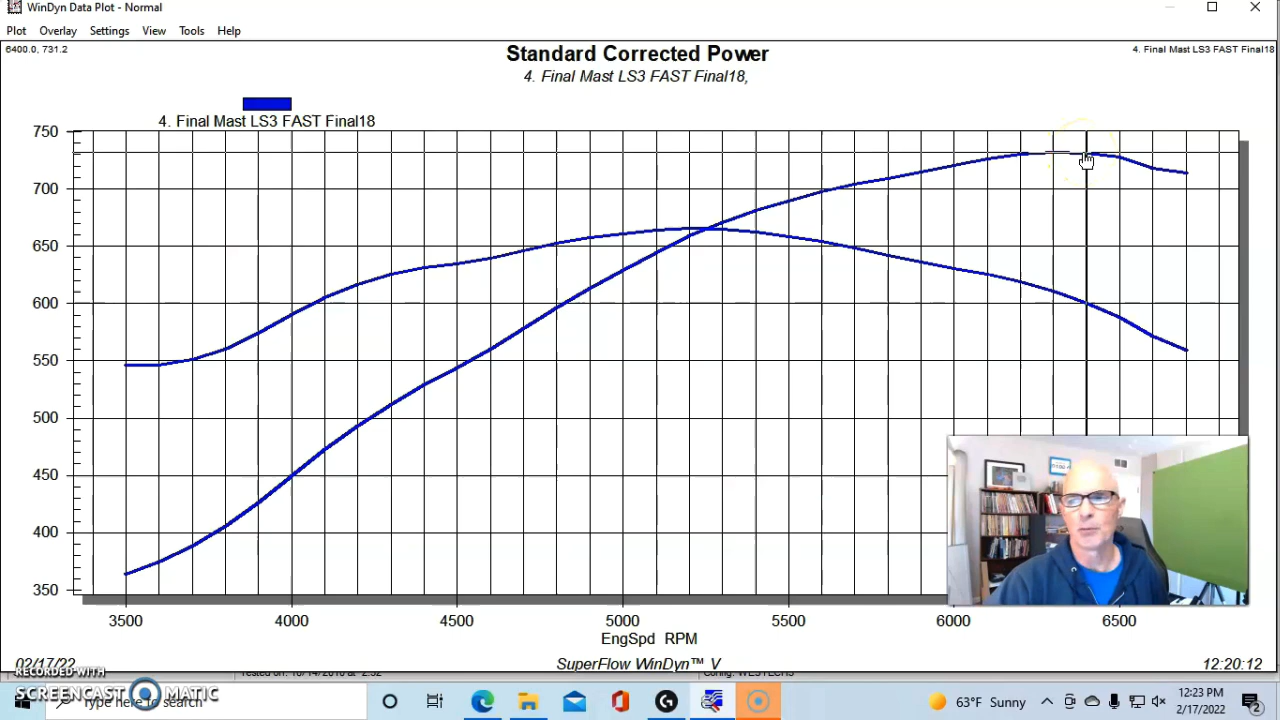 WinDyn Data Plot - Normal
Plot Overlay Settings View Tools Help
6400.0, 731.2
4. Final Mast LS3 FAST Final18
Standard Corrected Power
4. Final Mast LS3 FAST Final18,
4. Final Mast LS3 FAST Final18
750
700
650
600
550
500
450
400
350
3500 4000 4500 5000 5500 6000 6500
EngSpd RPM
02/17/22
SuperFlow WinDyn™ V
12:20:12
RECORDED WITH
SCREENCAST MATIC
Type here to search
63°F Sunny
12:23 PM
2/17/2022
2